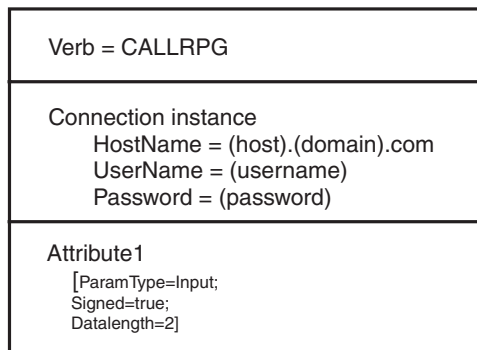 Verb = CALLRPG
Connection instance
HostName = (host).(domain).com
UserName = (username)
Password = (password)
Attribute1
[ParamType=Input;
Signed=true;
Datalength=2]